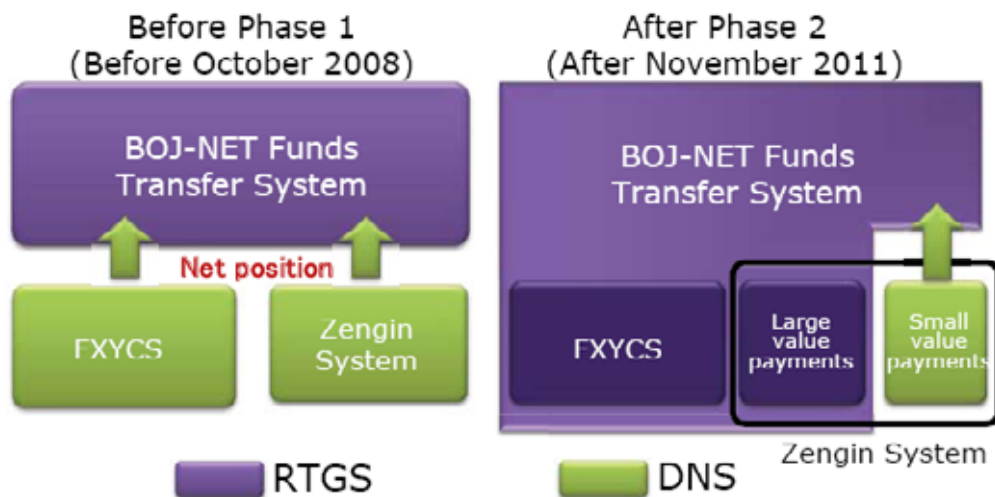 Before Phase 1
(Before October 2008)
BOJ-NET Funds
Transfer System
Net position
FXYCS
Zengin
System
After Phase 2
(After November 2011)
BOJ-NET Funds
Transfer System
FXYCS
Large
value
payments
Small
value
payments
Zengin System
RTGS
DNS